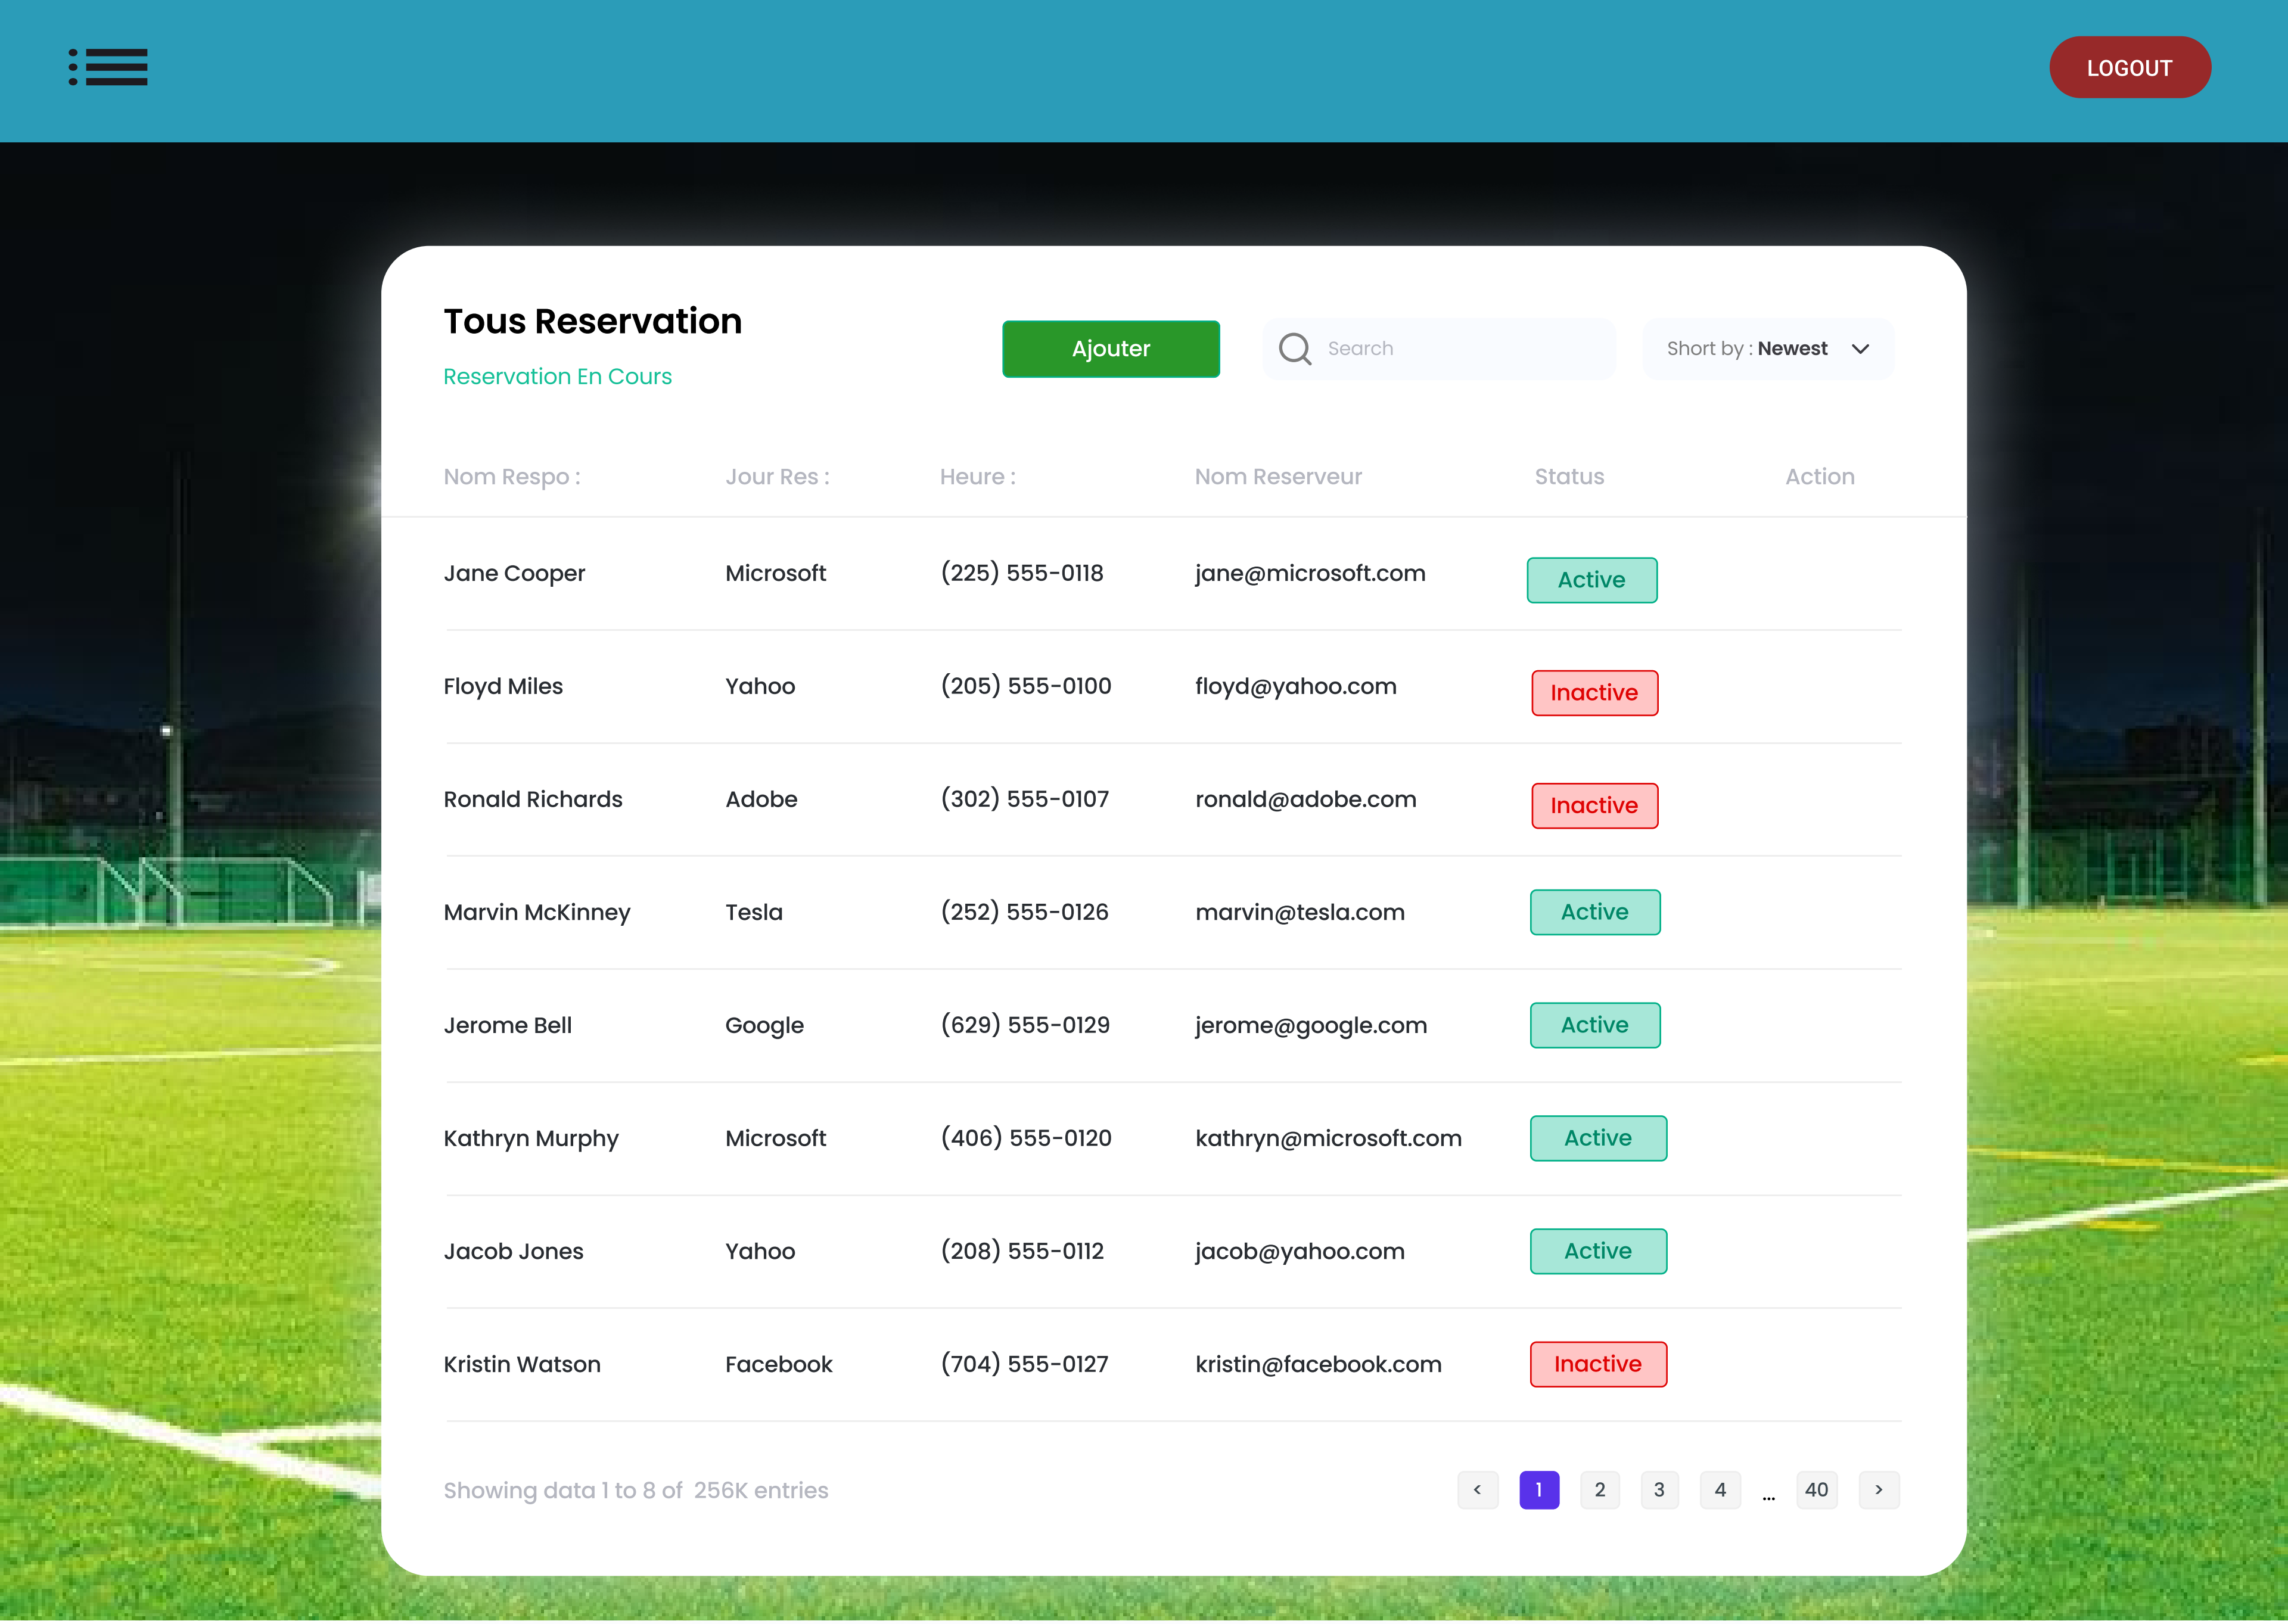 LOGOUT
Tous Reservation
Reservation En Cours
Ajouter
Search
Short by : Newest
Nom Respo : Jour Res : Heure : Nom Reserveur Status Action
Jane Cooper Microsoft (225) 555-0118 jane@microsoft.com Active
Floyd Miles Yahoo (205) 555-0100 floyd@yahoo.com Inactive
Ronald Richards Adobe (302) 555-0107 ronald@adobe.com Inactive
Marvin McKinney Tesla (252) 555-0126 marvin@tesla.com Active
Jerome Bell Google (629) 555-0129 jerome@google.com Active
Kathryn Murphy Microsoft (406) 555-0120 kathryn@microsoft.com Active
Jacob Jones Yahoo (208) 555-0112 jacob@yahoo.com Active
Kristin Watson Facebook (704) 555-0127 kristin@facebook.com Inactive
Showing data 1 to 8 of 256K entries < 1 2 3 4 ... 40 >